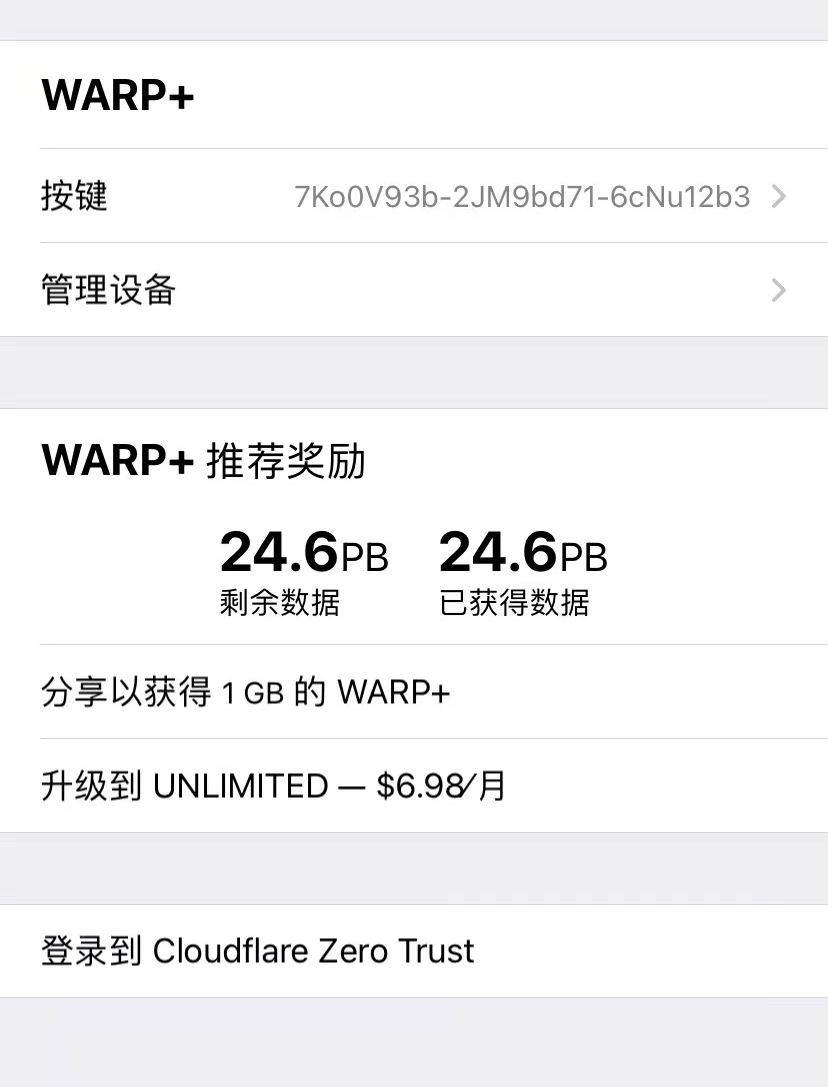 WARP+
按键 7Ko0V93b-2JM9bd71-6cNu12b3
管理设备
WARP+ 推荐奖励
24.6PB 24.6PB
剩余数据 已获得数据
分享以获得 1 GB 的 WARP+
升级到 UNLIMITED — $6.98/月
登录到 Cloudflare Zero Trust